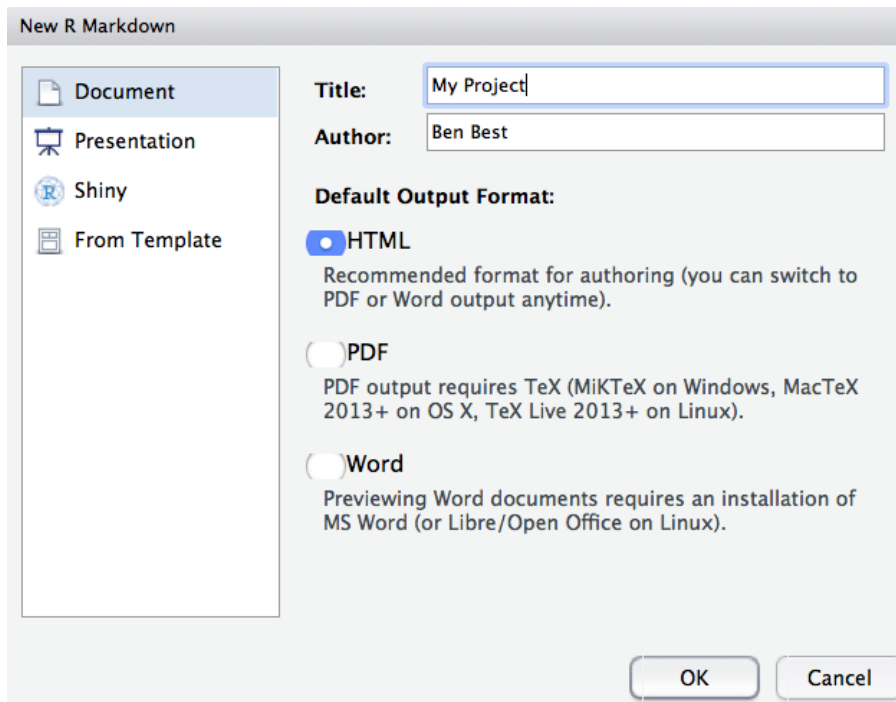 New R Markdown
Document
Presentation
Shiny
From Template
Title: My Project
Author: Ben Best
Default Output Format:
HTML
Recommended format for authoring (you can switch to
PDF or Word output anytime).
PDF
PDF output requires TeX (MiKTeX on Windows, MacTeX
2013+ on OS X, TeX Live 2013+ on Linux).
Word
Previewing Word documents requires an installation of
MS Word (or Libre/Open Office on Linux).
OK Cancel